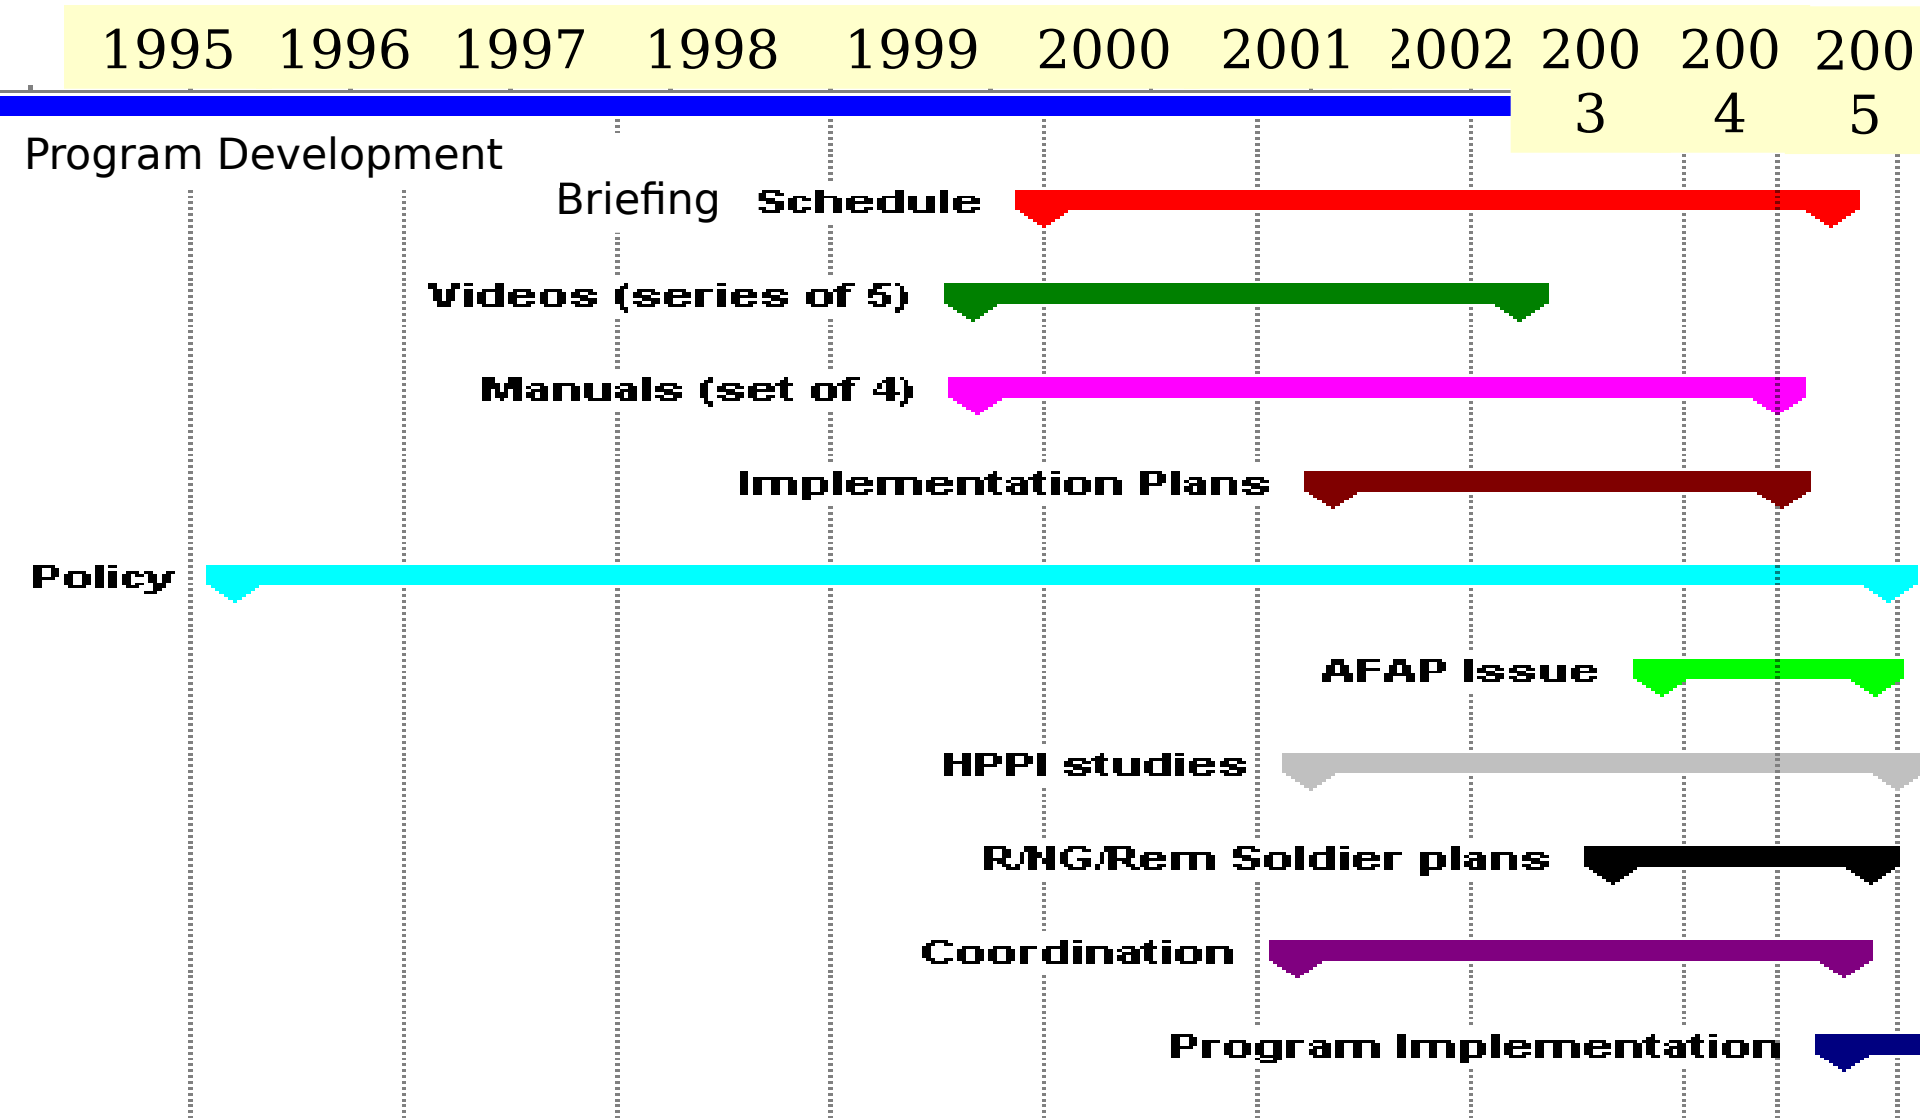 1995 1996 1997 1998 1999 2000 2001 2002 200 200 200
3 4 5
Program Development
Briefing Schedule
Videos (series of 5)
Manuals (set of 4)
Implementation Plans
Policy
AFAP Issue
HPPI studies
R/NG/Rem Soldier plans
Coordination
Program Implementation